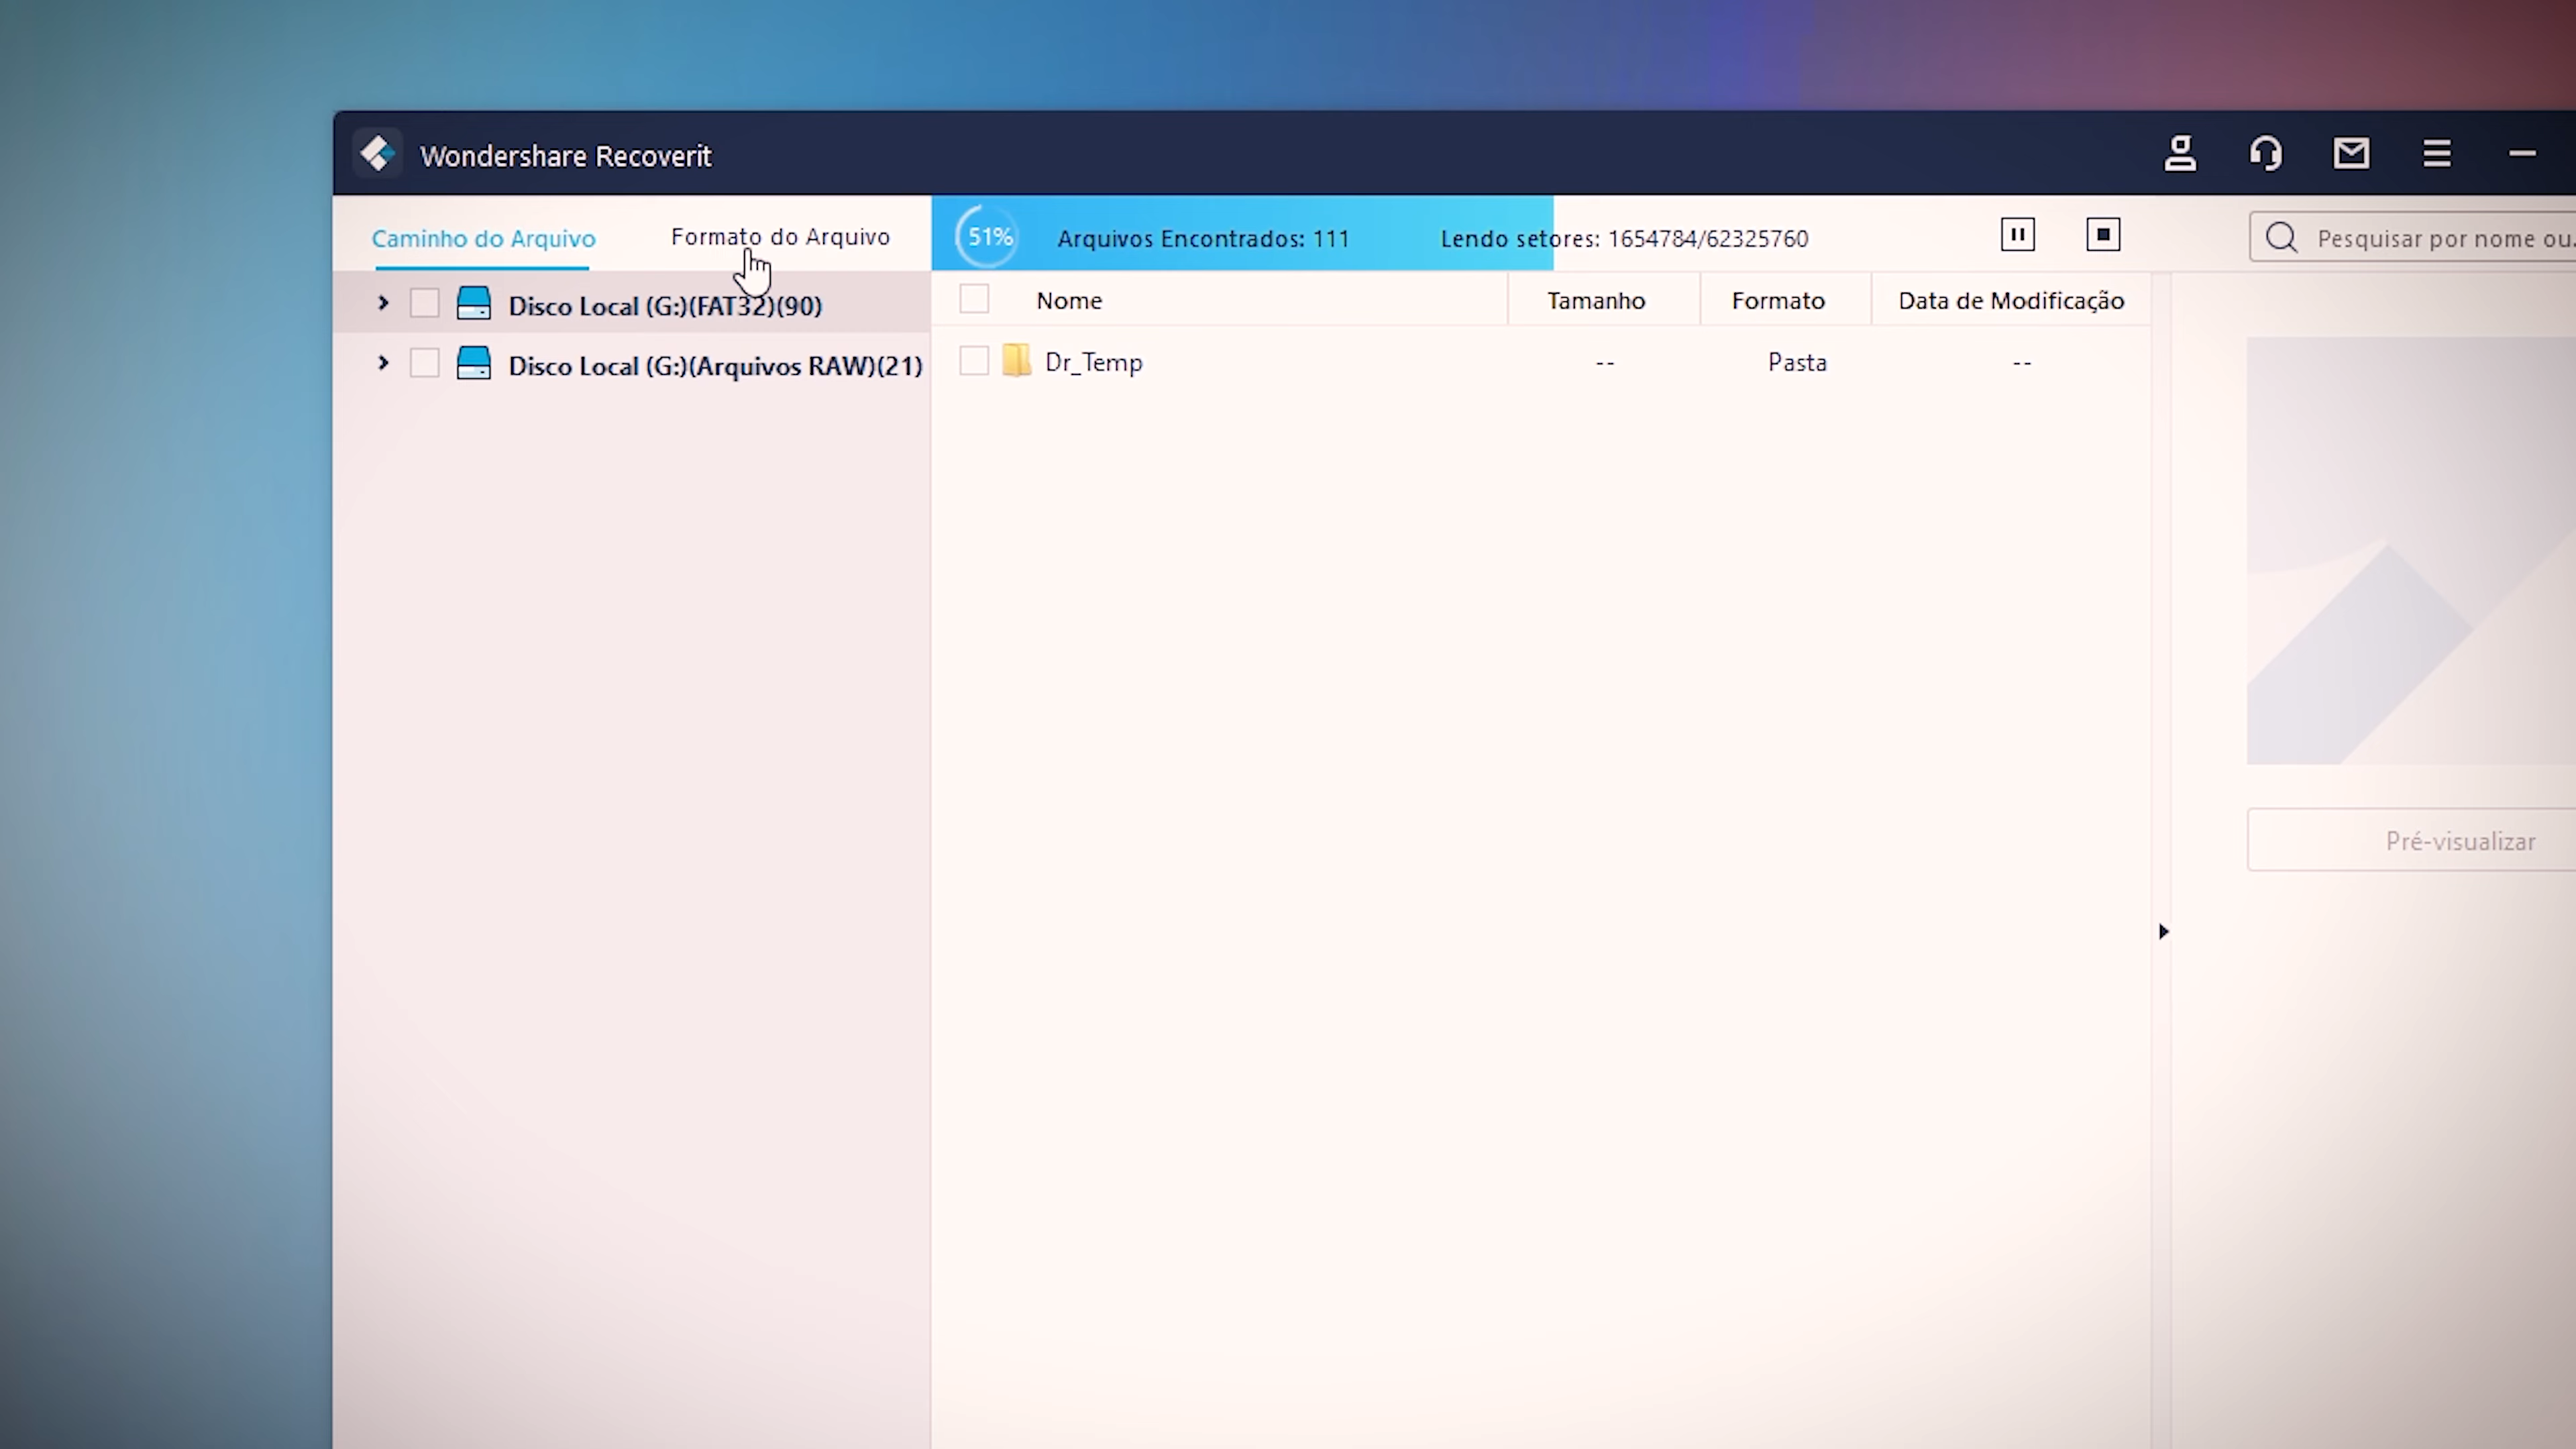 Wondershare Recoverit
Caminho do Arquivo
Formato do Arquivo
51%
Arquivos Encontrados: 111
Lendo setores: 1654784/62325760
Pesquisar por nome ou
Disco Local (G:)(FAT32)(90)
Disco Local (G:)(Arquivos RAW)(21)
Nome
Tamanho
Formato
Data de Modificação
Dr_Temp
--
Pasta
--
Pré-visualizar